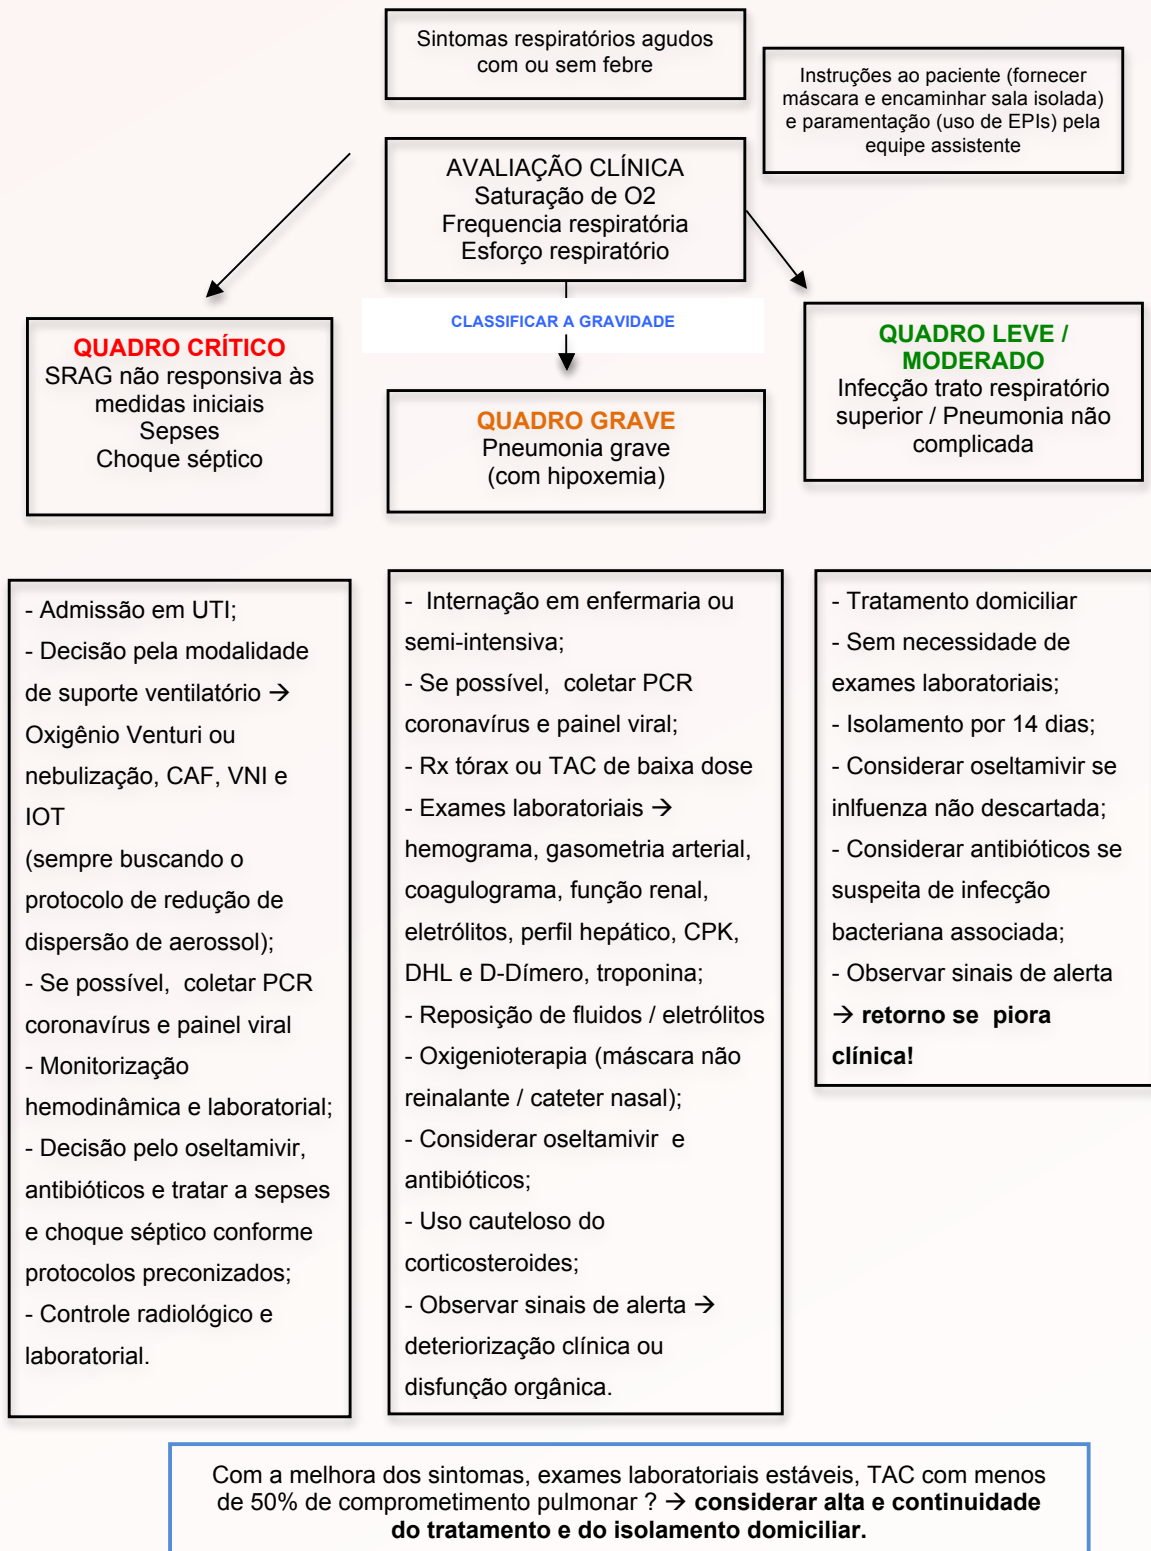 Sintomas respiratórios agudos
com ou sem febre
Instruções ao paciente (fornecer
máscara e encaminhar sala isolada)
e paramentação (uso de EPIs) pela
equipe assistente
AVALIAÇÃO CLÍNICA
Saturação de O2
Frequencia respiratória
Esforço respiratório
CLASSIFICAR A GRAVIDADE
QUADRO CRÍTICO
SRAG não responsiva às
medidas iniciais
Sepses
Choque séptico
QUADRO GRAVE
Pneumonia grave
(com hipoxemia)
QUADRO LEVE /
MODERADO
Infecção trato respiratório
superior / Pneumonia não
complicada
- Admissão em UTI;
- Decisão pela modalidade
de suporte ventilatório →
Oxigênio Venturi ou
nebulização, CAF, VNI e
IOT
(sempre buscando o
protocolo de redução de
dispersão de aerossol);
- Se possível, coletar PCR
coronavírus e painel viral
- Monitorização
hemodinâmica e laboratorial;
- Decisão pelo oseltamivir,
antibióticos e tratar a sepses
e choque séptico conforme
protocolos preconizados;
- Controle radiológico e
laboratorial.
- Internação em enfermaria ou
semi-intensiva;
- Se possível, coletar PCR
coronavírus e painel viral;
- Rx tórax ou TAC de baixa dose
- Exames laboratoriais →
hemograma, gasometria arterial,
coagulograma, função renal,
eletrólitos, perfil hepático, CPK,
DHL e D-Dímero, troponina;
- Reposição de fluidos / eletrólitos
- Oxigenioterapia (máscara não
reinalante / cateter nasal);
- Considerar oseltamivir e
antibióticos;
- Uso cauteloso do
corticosteroides;
- Observar sinais de alerta →
deteriorização clínica ou
disfunção orgânica.
- Tratamento domiciliar
- Sem necessidade de
exames laboratoriais;
- Isolamento por 14 dias;
- Considerar oseltamivir se
inlfuenza não descartada;
- Considerar antibióticos se
suspeita de infecção
bacteriana associada;
- Observar sinais de alerta
→ retorno se piora
clínica!
Com a melhora dos sintomas, exames laboratoriais estáveis, TAC com menos
de 50% de comprometimento pulmonar ? → considerar alta e continuidade
do tratamento e do isolamento domiciliar.